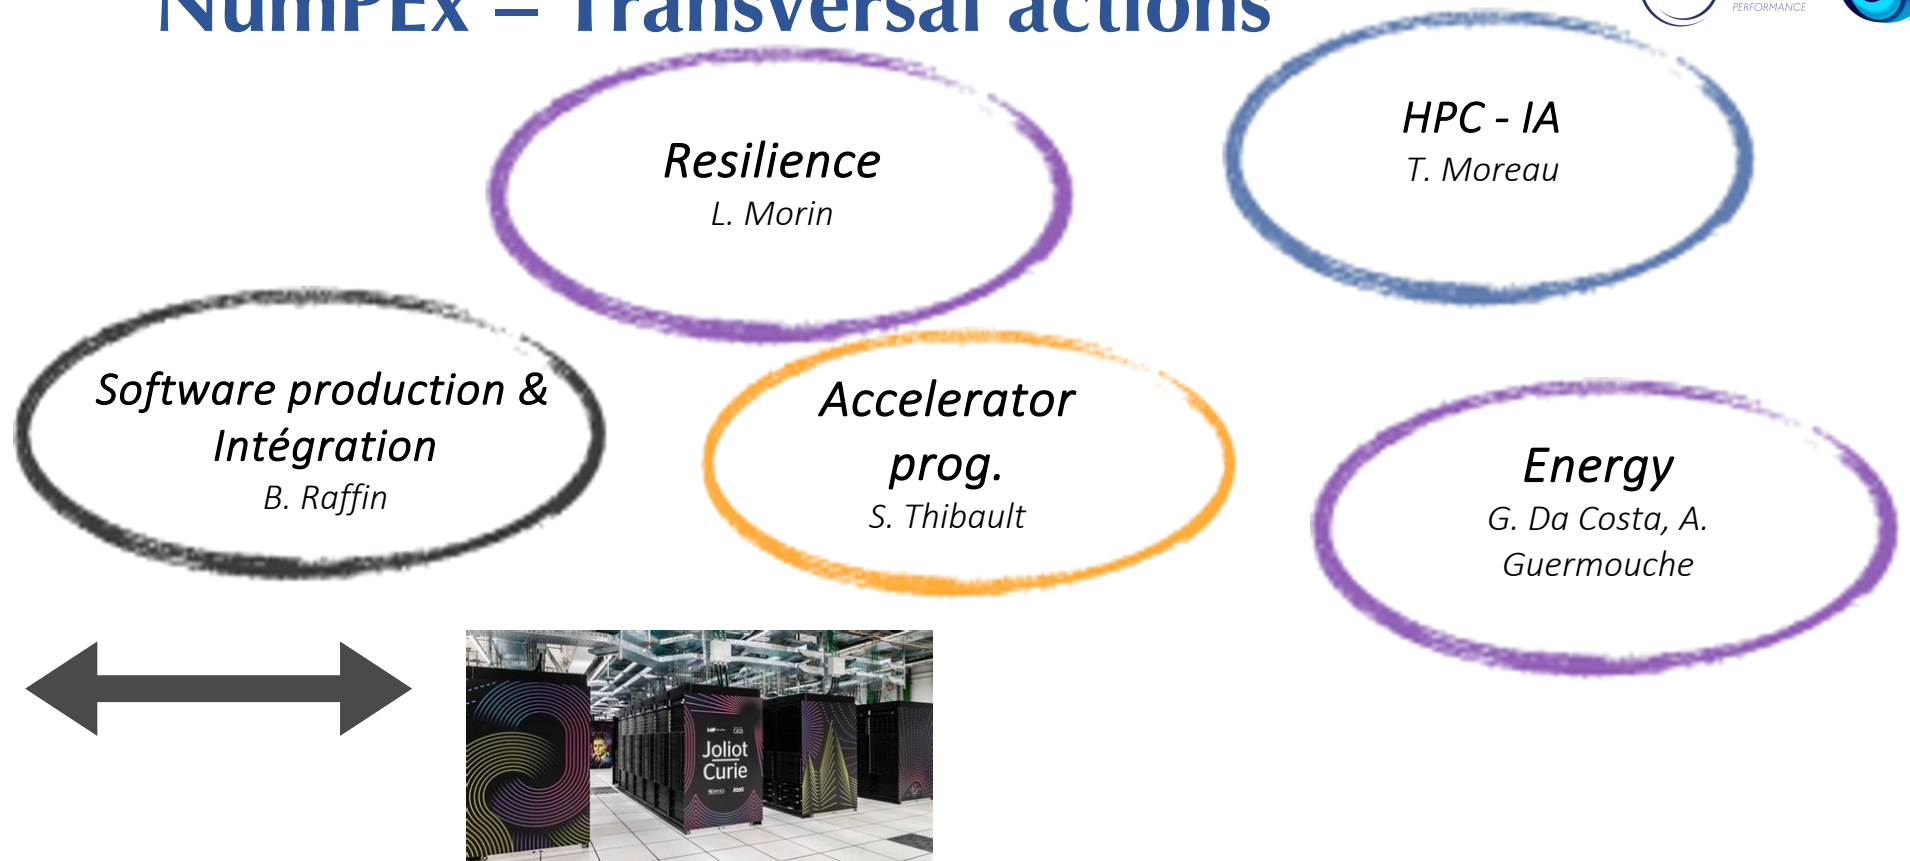 NumPEx – Transversal actions
PERFORMANCE
HPC - IA
T. Moreau
Resilience
L. Morin
Software production &
Intégration
B. Raffin
Accelerator
prog.
S. Thibault
Energy
G. Da Costa, A.
Guermouche
Joliot
Curie
Atos